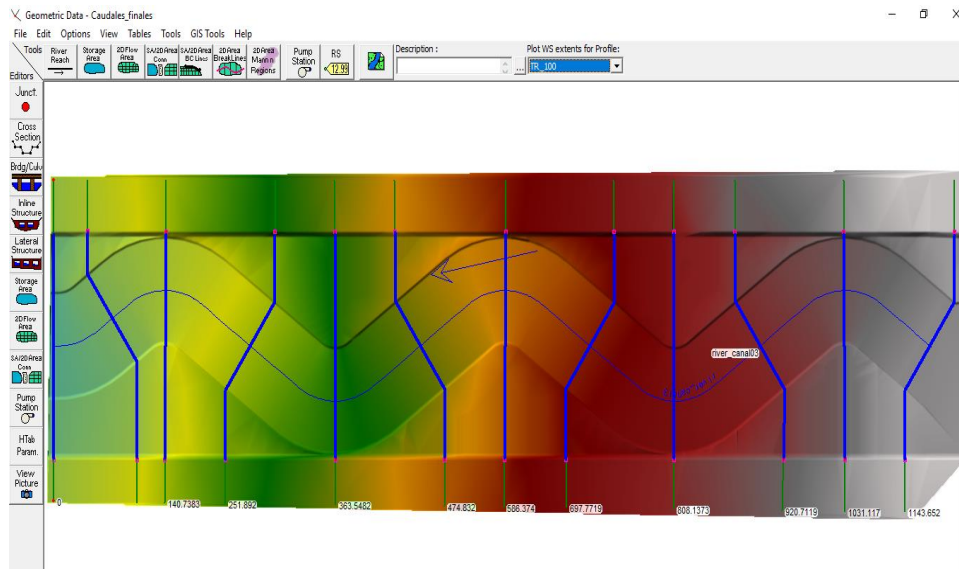 Geometric Data - Caudales_finales
File Edit Options View Tables Tools GIS Tools Help
Tools
Editors
River
Reach
Storage
Area
2D Flow
Area
SA/2D Area
Conn
SA/2D Area
BC Lines
2D Area
BreakLines
2D Area
Mann n
Regions
Pump
Station
RS
12.99
Description :
...
Plot WS extents for Profile:
TR_100
Junct.
Cross
Section
Brdg/Culv
Inline
Structure
Lateral
Structure
Storage
Area
2D Flow
Area
SA/2D Area
Conn
Pump
Station
HTab
Param.
View
Picture
river_canal03
0
140.7383
251.892
363.5482
474.832
586.374
697.7719
808.1373
920.7119
1031.117
1143.652